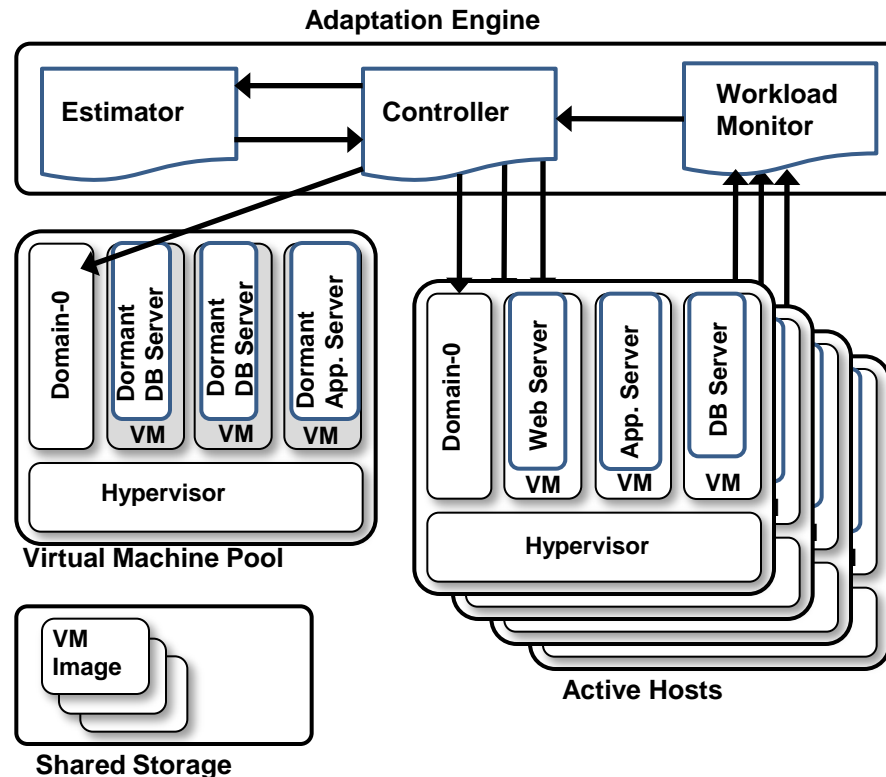 Adaptation Engine
Estimator
Controller
Workload
Monitor
Domain-0
Dormant
DB Server
VM
Dormant
DB Server
VM
Dormant
App. Server
VM
Hypervisor
Virtual Machine Pool
Domain-0
Web Server
VM
App. Server
VM
DB Server
VM
Hypervisor
Active Hosts
VM
Image
Shared Storage